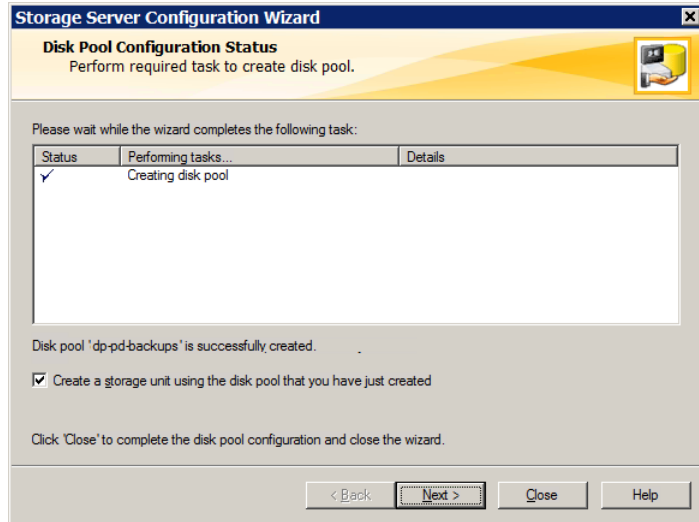 Storage Server Configuration Wizard
Disk Pool Configuration Status
Perform required task to create disk pool.
Please wait while the wizard completes the following task:
Status Performing tasks... Details
Creating disk pool
Disk pool 'dp-pd-backups' is successfully created.
Create a storage unit using the disk pool that you have just created
Click 'Close' to complete the disk pool configuration and close the wizard.
< Back Next > Close Help